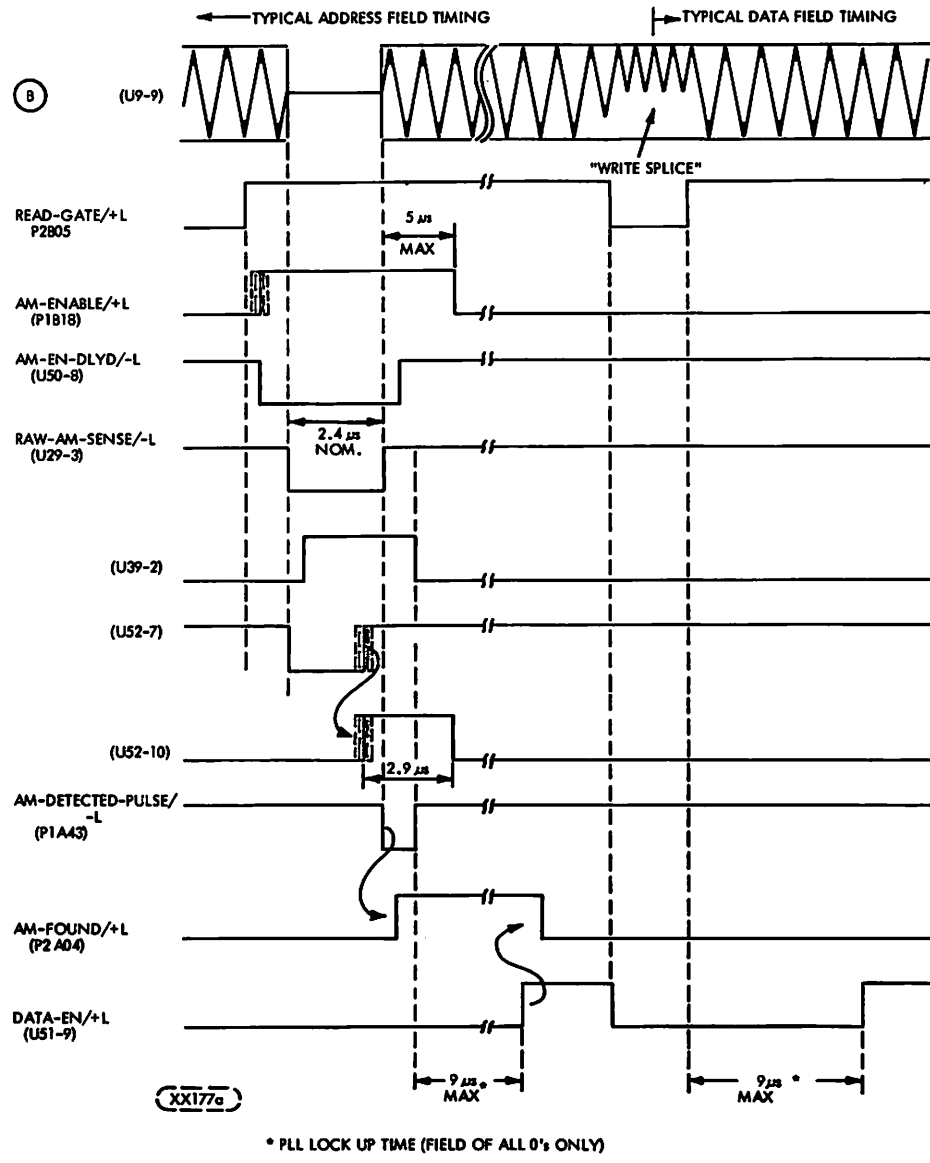 TYPICAL ADDRESS FIELD TIMING
TYPICAL DATA FIELD TIMING
B
(U9-9)
"WRITE SPLICE"
READ-GATE/+L
P2B05
5 µs
MAX
AM-ENABLE/+L
(P1B18)
AM-EN-DLYD/-L
(U50-8)
2.4 µs
NOM.
RAW-AM-SENSE/-L
(U29-3)
(U39-2)
(U52-7)
(U52-10)
2.9 µs
AM-DETECTED-PULSE/
-L
(P1A43)
AM-FOUND/+L
(P2A04)
DATA-EN/+L
(U51-9)
9 µs
MAX*
9 µs *
MAX
XX177a
* PLL LOCK UP TIME (FIELD OF ALL 0's ONLY)